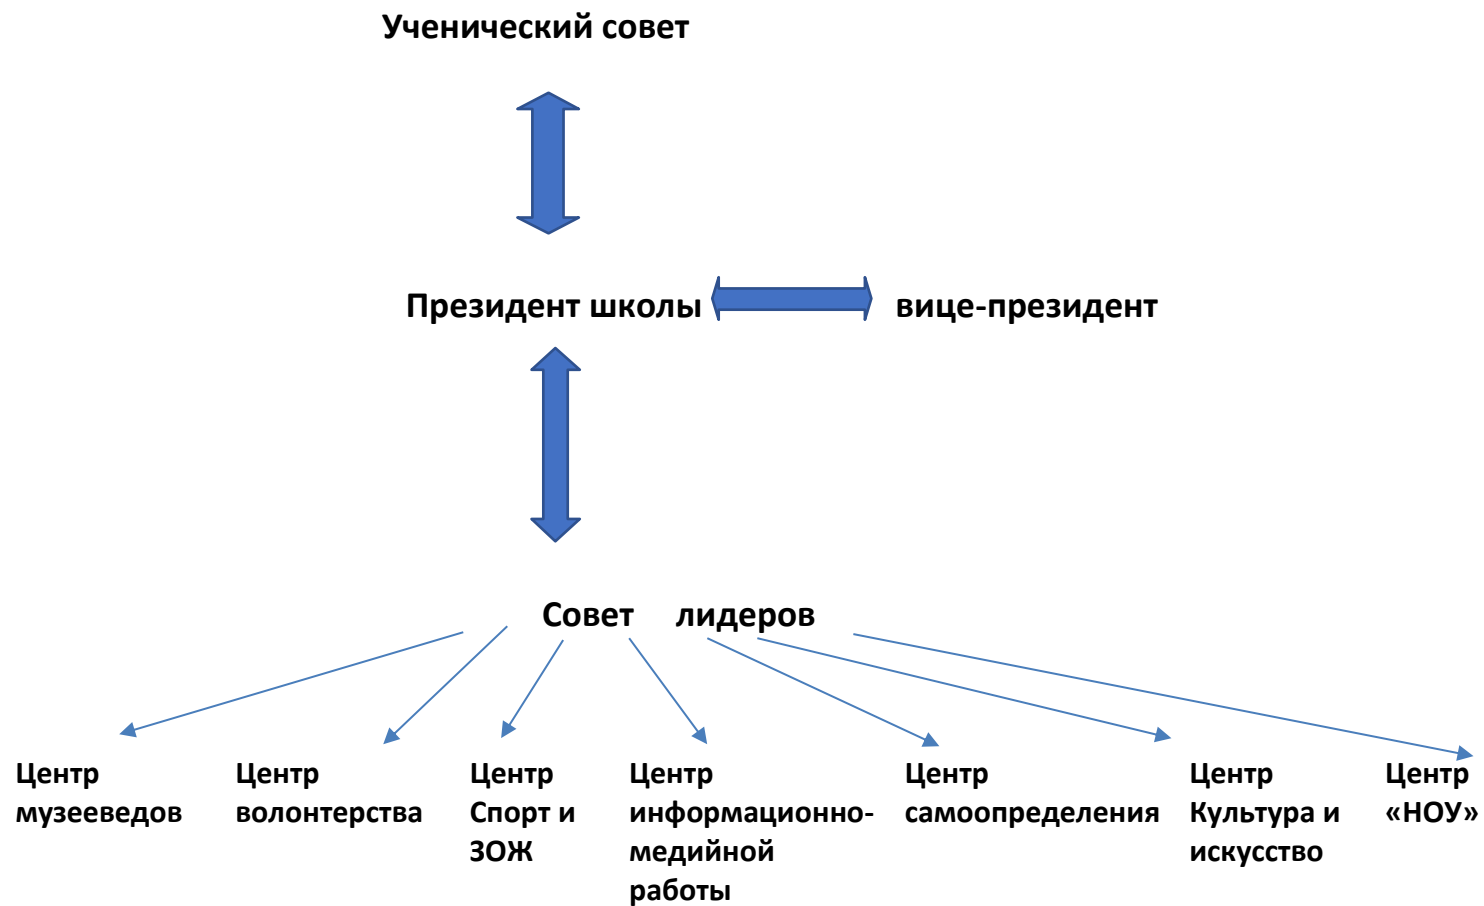 Ученический совет
Президент школы вице-президент
Совет лидеров
Центр
музееведов
Центр
волонтерства
Центр
Спорт и
ЗОЖ
Центр
информационно-
медийной
работы
Центр
самоопределения
Центр
Культура и
искусство
Центр
«НОУ»